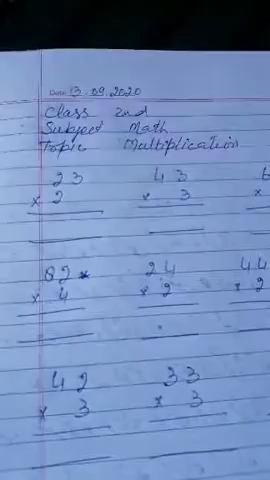 Date 13.09.2020
Class 2nd
Subject Math
Topic Multiplication
23 43 6
× 2 × 3 ×
82 24 44
× 4 × 2 × 2
42 33
× 3 × 3